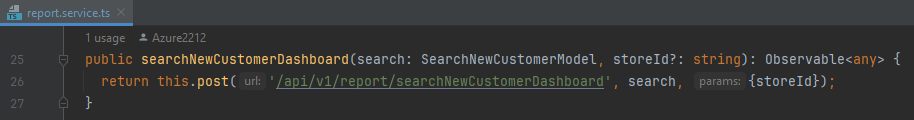 report.service.ts
1 usage Azure2212
25 public searchNewCustomerDashboard(search: SearchNewCustomerModel, storeId?: string): Observable<any> {
26 return this.post( url: '/api/v1/report/searchNewCustomerDashboard', search, params: {storeId});
27 }